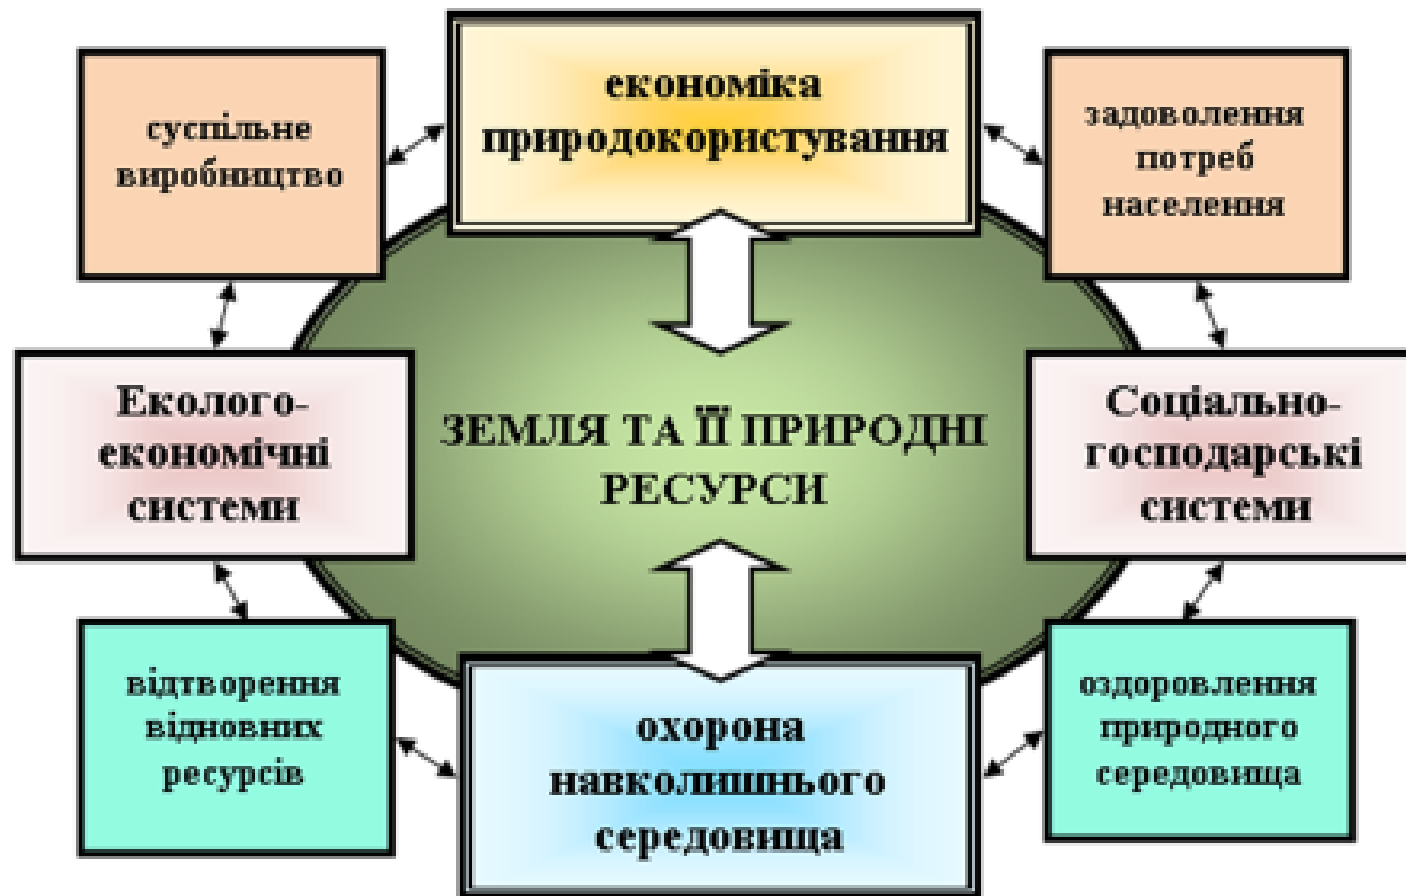 економіка
природокористування
суспільне
виробництво
задоволення
потреб
населення
Еколого-
економічні
системи
ЗЕМЛЯ ТА ЇЇ ПРИРОДНІ
РЕСУРСИ
Соціально-
господарські
системи
відтворення
відновних
ресурсів
охорона
навколишнього
середовища
оздоровлення
природного
середовища